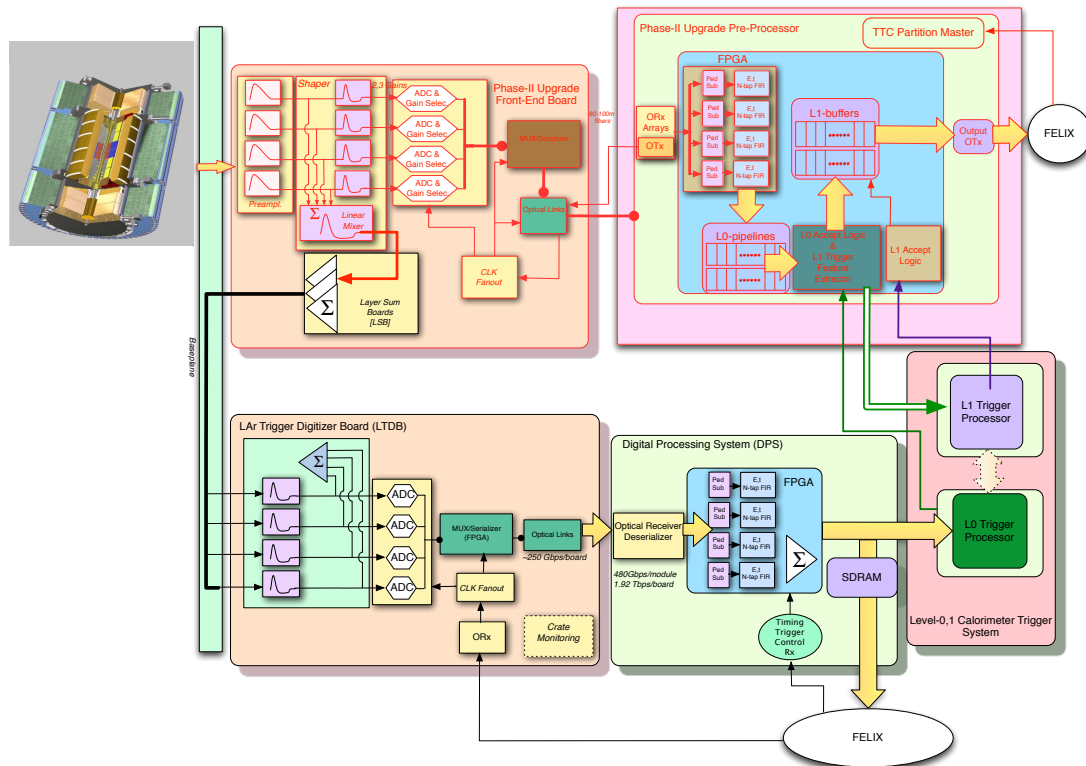 Phase-II Upgrade Pre-Processor
TTC Partition Master
FPGA
Ped
Sub
E,t
N-tap FIR
Ped
Sub
E,t
N-tap FIR
Ped
Sub
E,t
N-tap FIR
Ped
Sub
E,t
N-tap FIR
ORx
Arrays
OTx
L1-buffers
Output
OTx
FELIX
L0-pipelines
L0 Accept Logic
&
L1 Trigger
Feature
Extractor
L1 Accept
Logic
Shaper
2,3 Gains
Phase-II Upgrade
Front-End Board
80-100m
fibers
ADC &
Gain Selec.
ADC &
Gain Selec.
ADC &
Gain Selec.
ADC &
Gain Selec.
MUX/Serializer
Optical Links
CLK
Fanout
Preampl.
Σ
Linear
Mixer
Σ
Layer Sum
Boards
[LSB]
Baseplane
L1 Trigger
Processor
L0 Trigger
Processor
Level-0,1 Calorimeter Trigger
System
LAr Trigger Digitizer Board (LTDB)
Σ
ADC
ADC
ADC
ADC
MUX/Serializer
(FPGA)
Optical Links
~250 Gbps/board
CLK Fanout
ORx
Crate
Monitoring
Digital Processing System (DPS)
Optical Receiver
Deserializer
480Gbps/module
1.92 Tbps/board
FPGA
Ped
Sub
E,t
N-tap FIR
Ped
Sub
E,t
N-tap FIR
Ped
Sub
E,t
N-tap FIR
Ped
Sub
E,t
N-tap FIR
Σ
SDRAM
Timing
Trigger
Control
Rx
FELIX